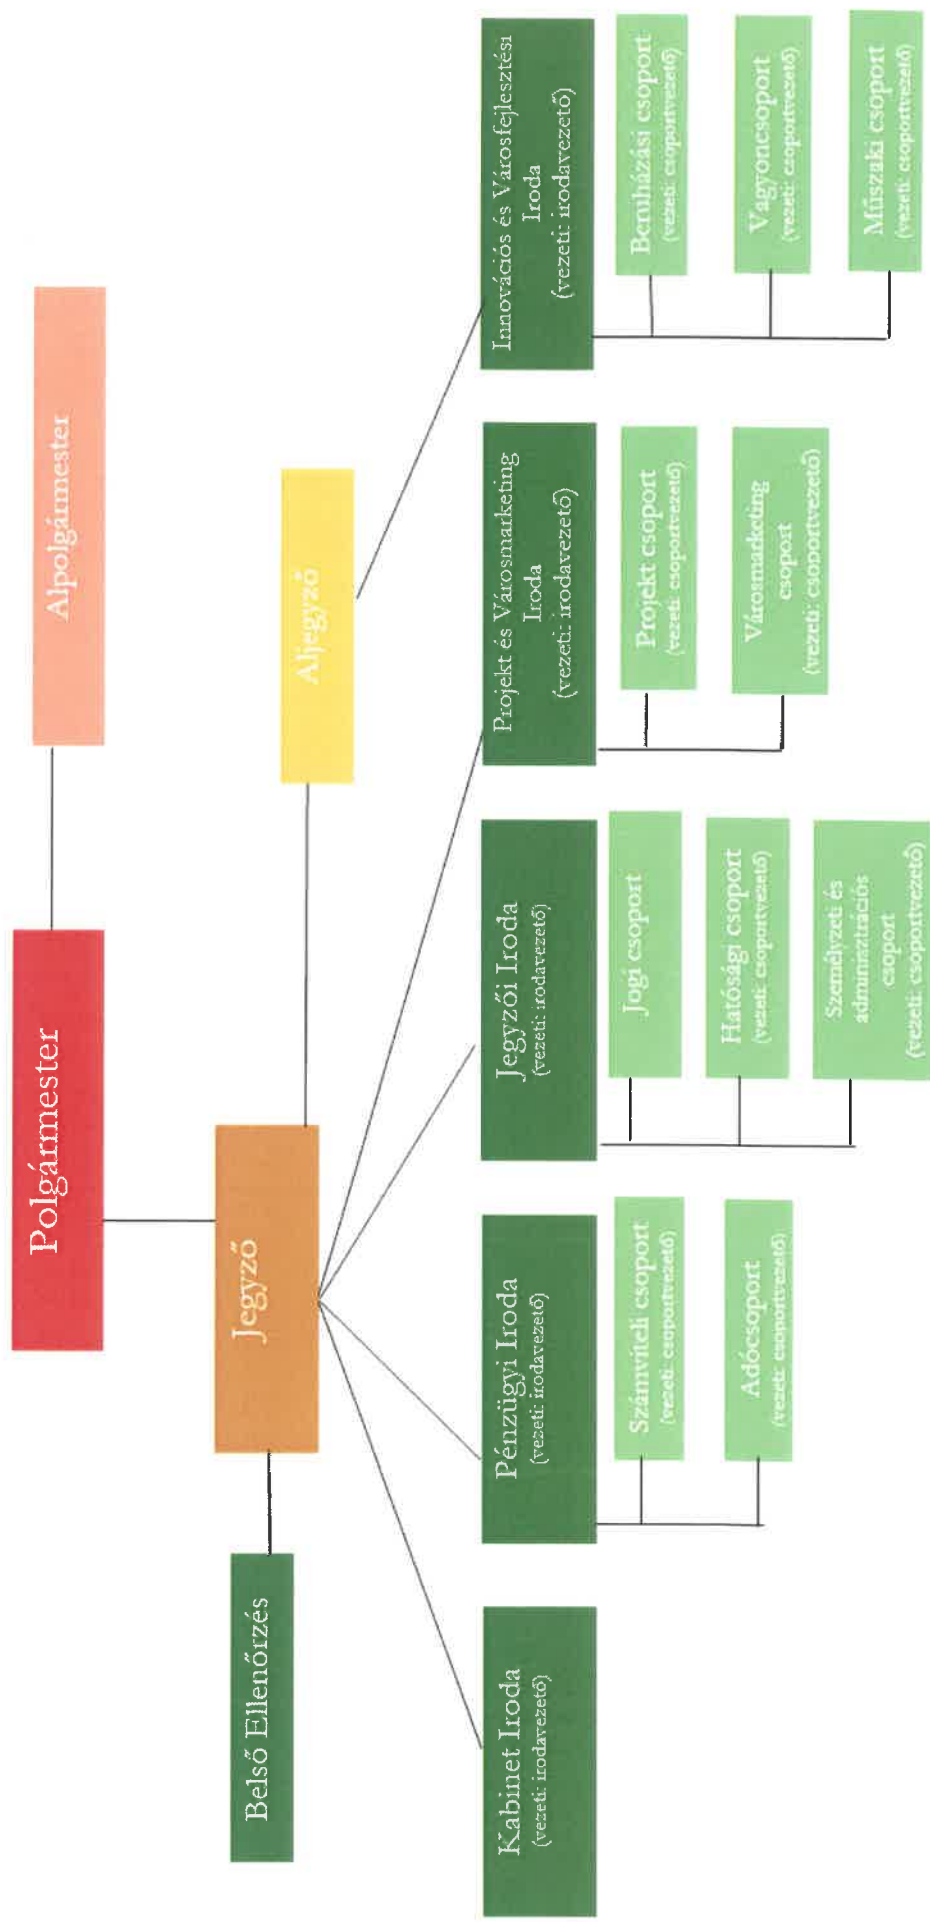 Polgármester
Alpolgármester
Belső Ellenőrzés
Jegyző
Aljegyző
Kabinet Iroda
(vezeti: irodavezető)
Pénzügyi Iroda
(vezeti: irodavezető)
Számviteli csoport
(vezeti: csoportvezető)
Adócsoport
(vezeti: csoportvezető)
Jegyzői Iroda
(vezeti: irodavezető)
Jogi csoport
Hatósági csoport
(vezeti: csoportvezető)
Személyzeti és
adminisztrációs
csoport
(vezeti: csoportvezető)
Projekt és Városmarketing
Iroda
(vezeti: irodavezető)
Projekt csoport
(vezeti: csoportvezető)
Városmarketing
csoport
(vezeti: csoportvezető)
Innovációs és Városfejlesztési
Iroda
(vezeti: irodavezető)
Beruházási csoport
(vezeti: csoportvezető)
Vagyoncsoport
(vezeti: csoportvezető)
Műszaki csoport
(vezeti: csoportvezető)